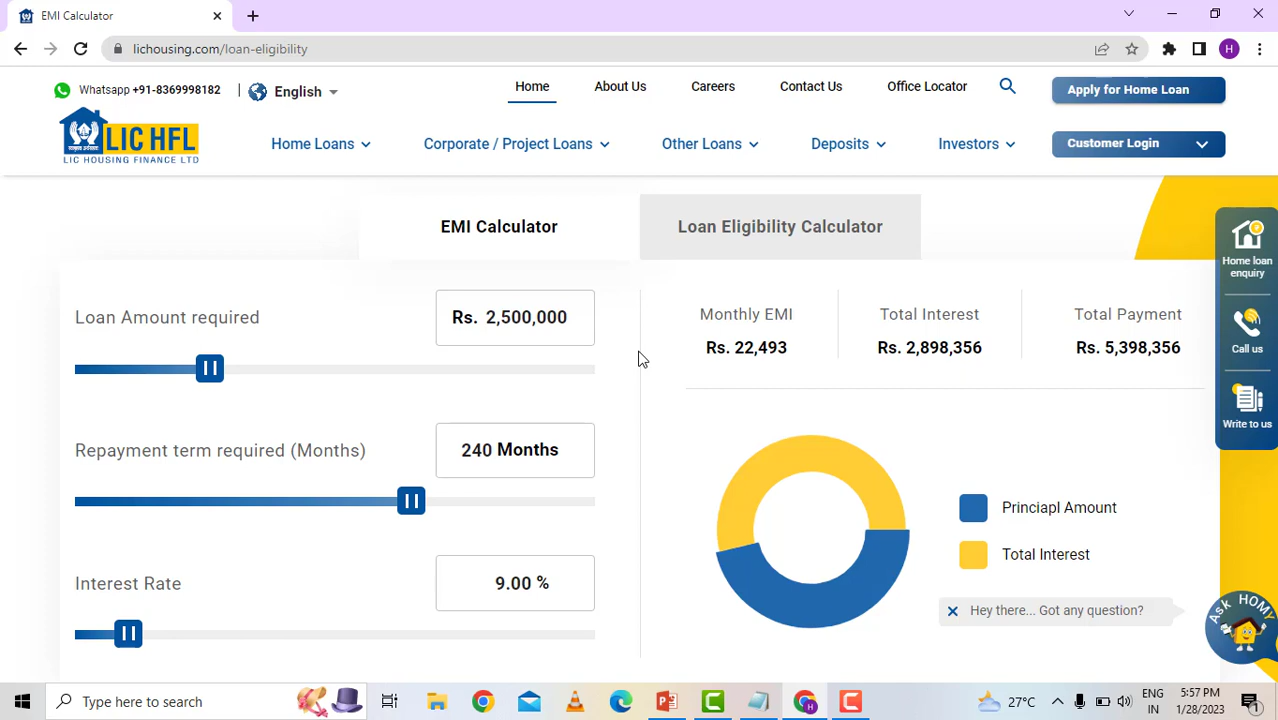 EMI Calculator
lichousing.com/loan-eligibility
H
Whatsapp +91-8369998182 | English
Home About Us Careers Contact Us Office Locator
Apply for Home Loan
LIC HFL
LIC HOUSING FINANCE LTD
Home Loans Corporate / Project Loans Other Loans Deposits Investors
Customer Login
EMI Calculator Loan Eligibility Calculator
Home loan
enquiry
Call us
Write to us
Loan Amount required Rs. 2,500,000
Monthly EMI Total Interest Total Payment
Rs. 22,493 Rs. 2,898,356 Rs. 5,398,356
Repayment term required (Months) 240 Months
Princiapl Amount
Total Interest
Interest Rate 9.00 %
Hey there... Got any question?
Ask HOMY
Type here to search
27°C
ENG
IN
5:57 PM
1/28/2023
1